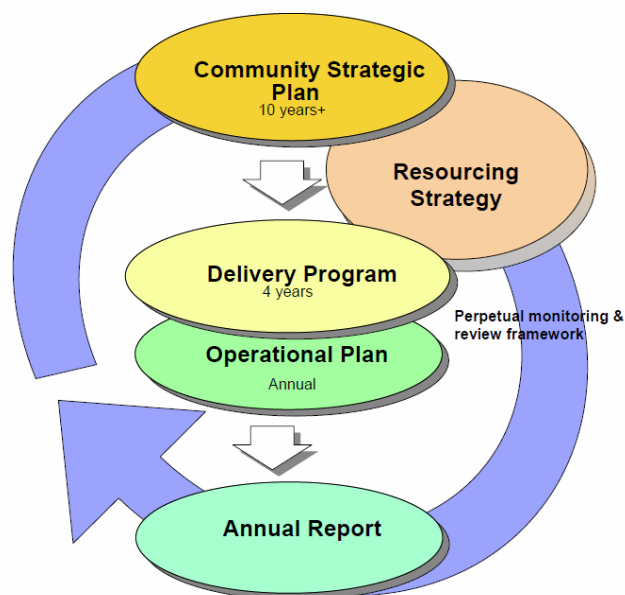 Community Strategic
Plan
10 years+
Resourcing
Strategy
Delivery Program
4 years
Perpetual monitoring &
review framework
Operational Plan
Annual
Annual Report